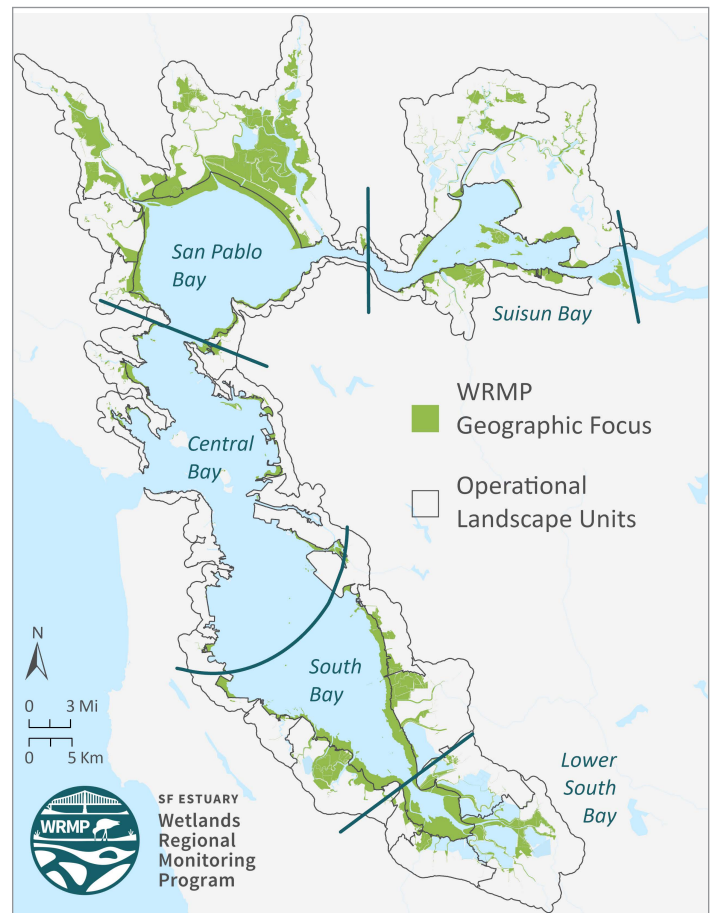 San Pablo
Bay
Suisun Bay
WRMP
Geographic Focus
Central
Bay
Operational
Landscape Units
N
South
Bay
0 3 Mi
0 5 Km
Lower
South
Bay
WRMP
SF ESTUARY
Wetlands
Regional
Monitoring
Program